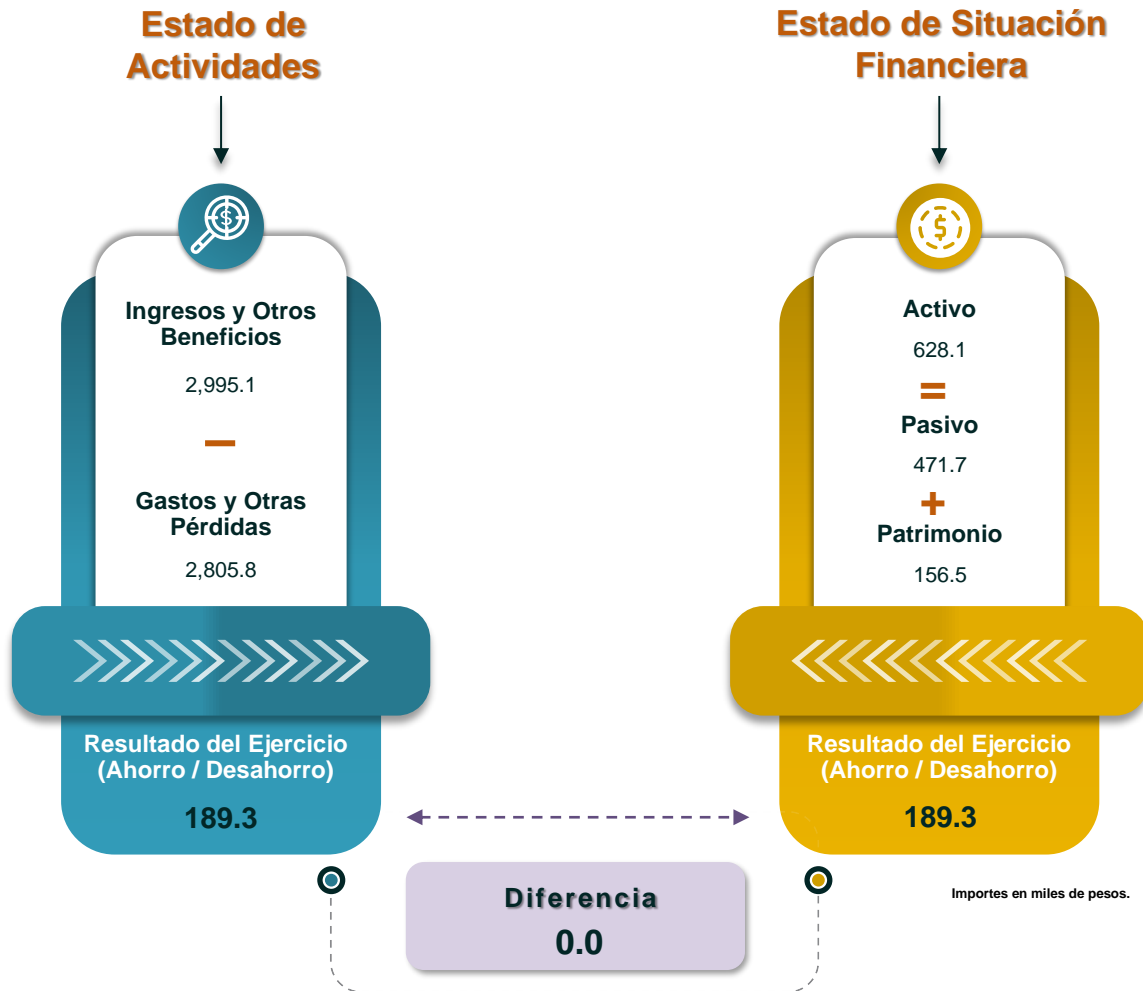 Estado de
Actividades
Ingresos y Otros
Beneficios
2,995.1
–
Gastos y Otras
Pérdidas
2,805.8
Resultado del Ejercicio
(Ahorro / Desahorro)
189.3
Estado de Situación
Financiera
Activo
628.1
=
Pasivo
471.7
+
Patrimonio
156.5
Resultado del Ejercicio
(Ahorro / Desahorro)
189.3
Diferencia
0.0
Importes en miles de pesos.